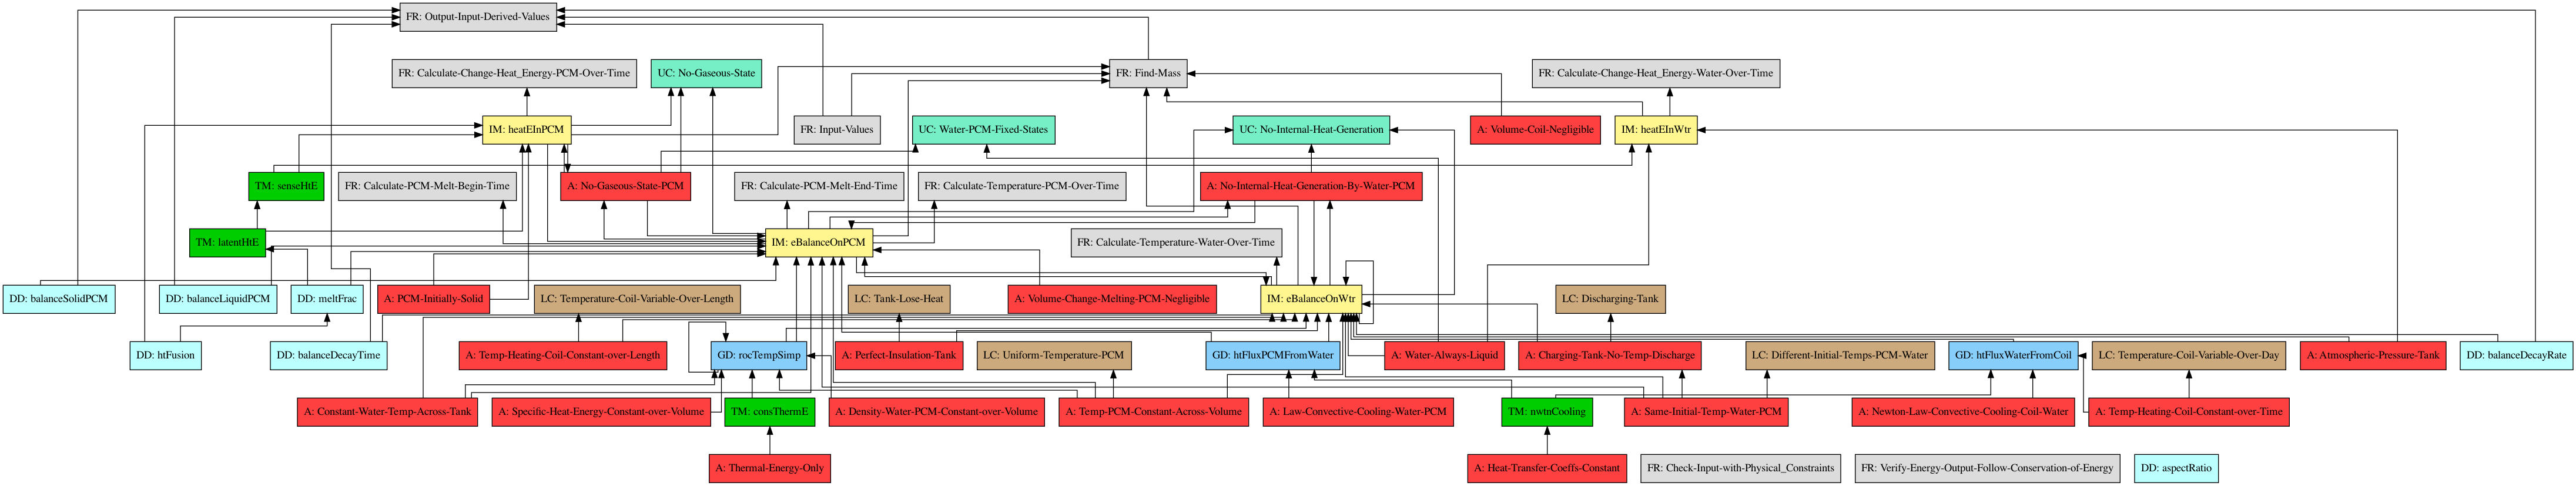 FR: Output-Input-Derived-Values
FR: Calculate-Change-Heat_Energy-PCM-Over-Time
UC: No-Gaseous-State
FR: Find-Mass
FR: Calculate-Change-Heat_Energy-Water-Over-Time
IM: heatEInPCM
FR: Input-Values
UC: Water-PCM-Fixed-States
UC: No-Internal-Heat-Generation
A: Volume-Coil-Negligible
IM: heatEInWtr
TM: senseHtE
FR: Calculate-PCM-Melt-Begin-Time
A: No-Gaseous-State-PCM
FR: Calculate-PCM-Melt-End-Time
FR: Calculate-Temperature-PCM-Over-Time
A: No-Internal-Heat-Generation-By-Water-PCM
TM: latentHtE
IM: eBalanceOnPCM
FR: Calculate-Temperature-Water-Over-Time
DD: balanceSolidPCM
DD: balanceLiquidPCM
DD: meltFrac
A: PCM-Initially-Solid
LC: Temperature-Coil-Variable-Over-Length
LC: Tank-Lose-Heat
A: Volume-Change-Melting-PCM-Negligible
IM: eBalanceOnWtr
LC: Discharging-Tank
DD: htFusion
DD: balanceDecayTime
A: Temp-Heating-Coil-Constant-over-Length
GD: rocTempSimp
A: Perfect-Insulation-Tank
LC: Uniform-Temperature-PCM
GD: htFluxPCMFromWater
A: Water-Always-Liquid
A: Charging-Tank-No-Temp-Discharge
LC: Different-Initial-Temps-PCM-Water
GD: htFluxWaterFromCoil
LC: Temperature-Coil-Variable-Over-Day
A: Atmospheric-Pressure-Tank
DD: balanceDecayRate
A: Constant-Water-Temp-Across-Tank
A: Specific-Heat-Energy-Constant-over-Volume
TM: consThermE
A: Density-Water-PCM-Constant-over-Volume
A: Temp-PCM-Constant-Across-Volume
A: Law-Convective-Cooling-Water-PCM
TM: nwtnCooling
A: Same-Initial-Temp-Water-PCM
A: Newton-Law-Convective-Cooling-Coil-Water
A: Temp-Heating-Coil-Constant-over-Time
A: Thermal-Energy-Only
A: Heat-Transfer-Coeffs-Constant
FR: Check-Input-with-Physical_Constraints
FR: Verify-Energy-Output-Follow-Conservation-of-Energy
DD: aspectRatio